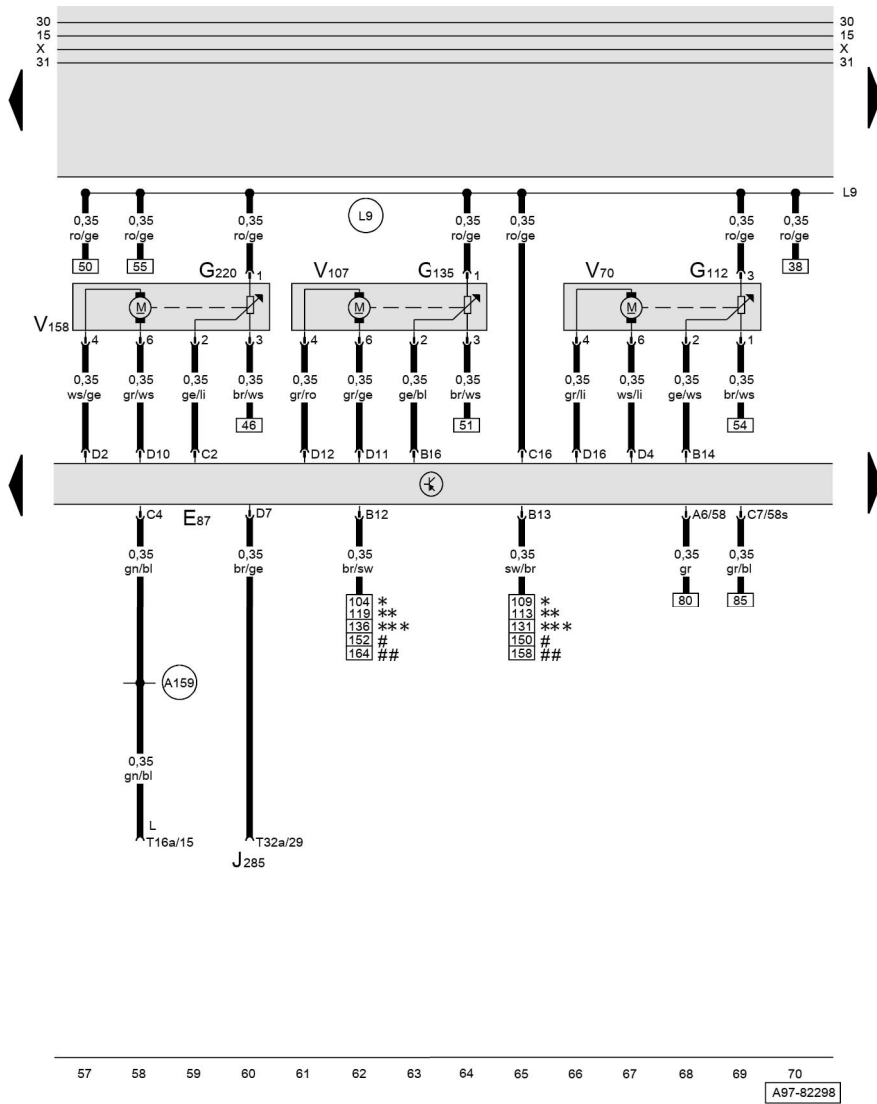 30 30
15 15
X X
31 31
L9
0,35 0,35 0,35 L9 0,35 0,35 0,35 0,35
ro/ge ro/ge ro/ge ro/ge ro/ge ro/ge ro/ge
50 55 38
G220 1 V107 G135 1 V70 G112 3
M M M
V158
4 6 2 3 4 6 2 3 4 6 2 1
0,35 0,35 0,35 0,35 0,35 0,35 0,35 0,35 0,35 0,35 0,35 0,35
ws/ge gr/ws ge/li br/ws gr/ro gr/ge ge/bl br/ws gr/li ws/li ge/ws br/ws
46 51 54
D2 D10 C2 D12 D11 B16 C16 D16 D4 B14
C4 E87 D7 B12 B13 A6/58 C7/58s
0,35 0,35 0,35 0,35 0,35 0,35
gn/bl br/ge br/sw sw/br gr gr/bl
104 * 109 * 80 85
119 ** 113 **
136 *** 131 ***
152 # 150 #
164 ## 158 ##
A159
0,35
gn/bl
L
T16a/15 T32a/29
J285
57 58 59 60 61 62 63 64 65 66 67 68 69 70
A97-82298